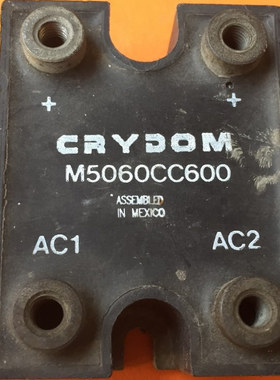 + +
CRYDOM
M5060CC600
ASSEMBLED
IN MEXICO
AC1 AC2